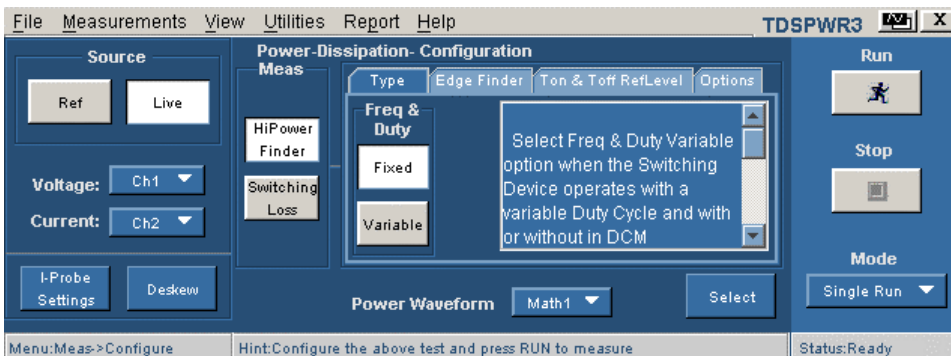 File Measurements View Utilities Report Help TDSPWR3 X
Source
Ref Live
Voltage: Ch1
Current: Ch2
I-Probe
Settings
Deskew
Power-Dissipation- Configuration
Meas
HiPower
Finder
Switching
Loss
Type Edge Finder Ton & Toff RefLevel Options
Freq &
Duty
Fixed
Variable
Select Freq & Duty Variable
option when the Switching
Device operates with a
variable Duty Cycle and with
or without in DCM
Power Waveform Math1
Select
Run
Stop
Mode
Single Run
Menu:Meas->Configure Hint:Configure the above test and press RUN to measure Status:Ready